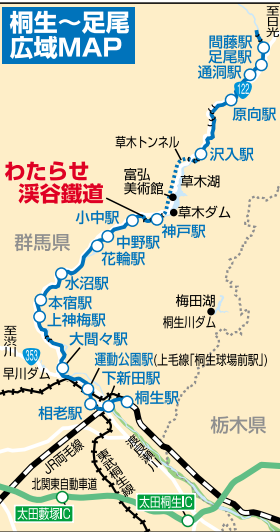 桐生～足尾
広域MAP
至日光
間藤駅
足尾駅
通洞駅
122
原向駅
草木トンネル
沢入駅
わたらせ
渓谷鐵道
富弘
美術館
草木湖
草木ダム
小中駅
神戸駅
群馬県
中野駅
花輪駅
水沼駅
梅田湖
桐生川ダム
本宿駅
上神梅駅
至渋川
大間々駅
353
早川ダム
運動公園駅(上毛線「桐生球場前駅」)
下新田駅
相老駅
桐生駅
栃木県
JR両毛線
渡良瀬川
東武桐生線
北関東自動車道
太田藪塚IC
太田桐生IC